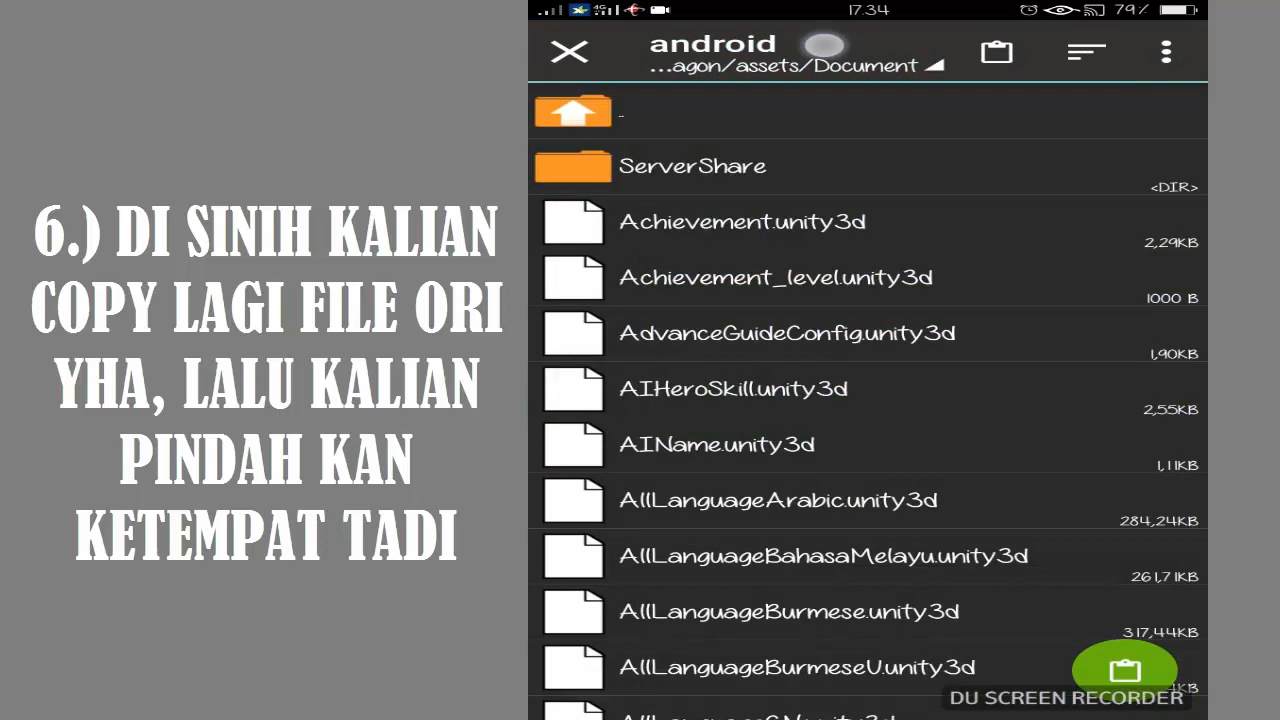 6.) DI SINIH KALIAN
COPY LAGI FILE ORI
YHA, LALU KALIAN
PINDAH KAN
KETEMPAT TADI
4G
17.34
79%
android
...agon/assets/Document
..
ServerShare
<DIR>
Achievement.unity3d
2,29KB
Achievement_level.unity3d
1000 B
AdvanceGuideConfig.unity3d
1,90KB
AIHeroSkill.unity3d
2,55KB
AIName.unity3d
1,11KB
AllLanguageArabic.unity3d
284,24KB
AllLanguageBahasaMelayu.unity3d
261,71KB
AllLanguageBurmese.unity3d
317,44KB
AllLanguageBurmeseU.unity3d
DU SCREEN RECORDER